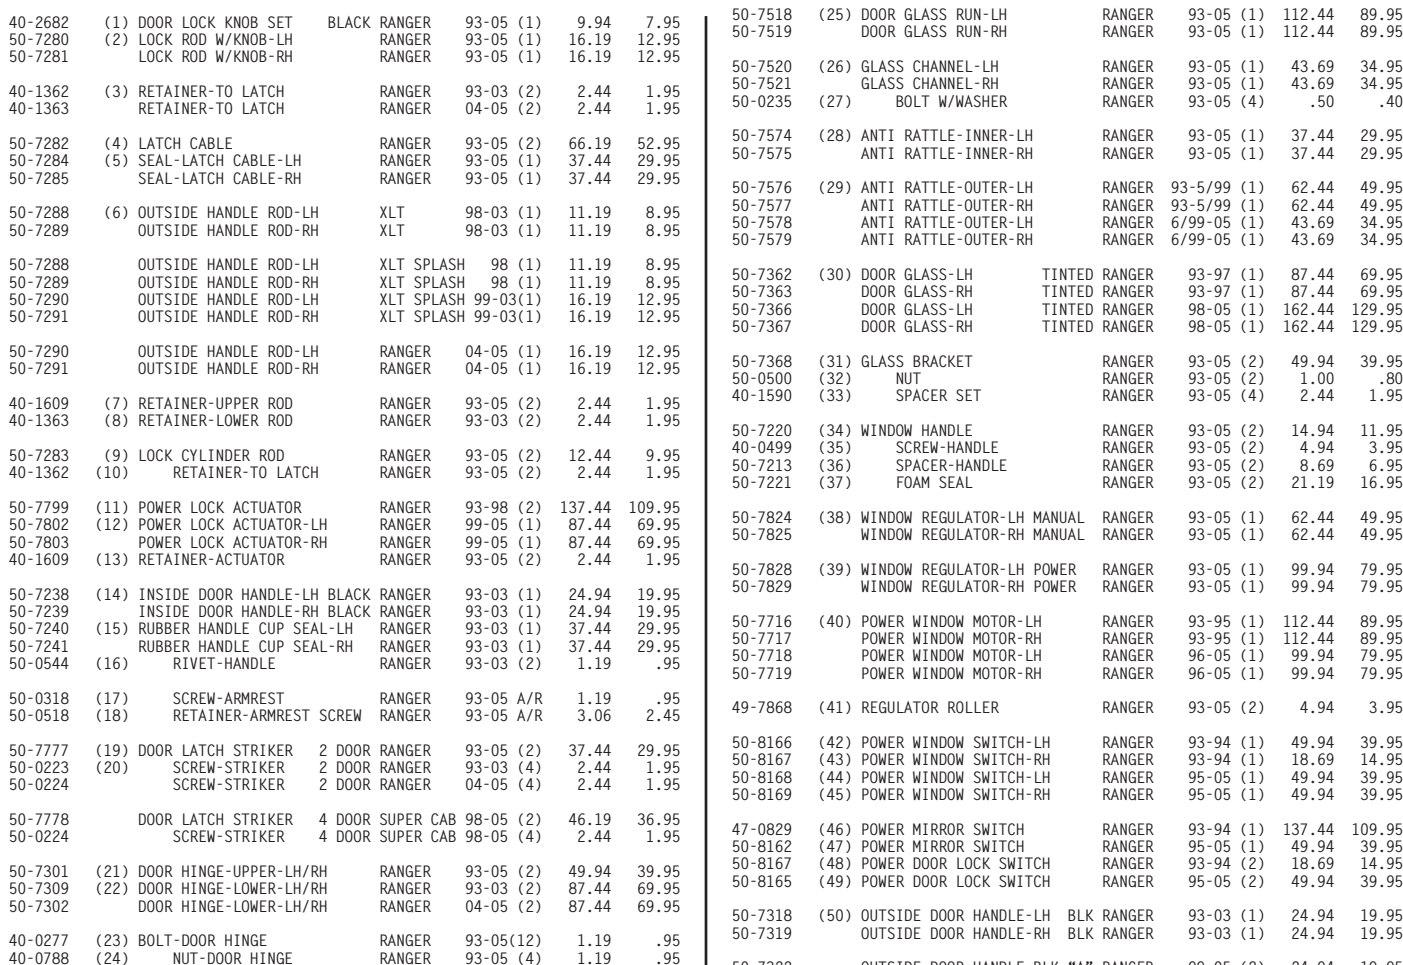 40-2682 (1) DOOR LOCK KNOB SET BLACK RANGER 93-05 (1) 9.94 7.95
50-7280 (2) LOCK ROD W/KNOB-LH RANGER 93-05 (1) 16.19 12.95
50-7281 LOCK ROD W/KNOB-RH RANGER 93-05 (1) 16.19 12.95
40-1362 (3) RETAINER-TO LATCH RANGER 93-03 (2) 2.44 1.95
40-1363 RETAINER-TO LATCH RANGER 04-05 (2) 2.44 1.95
50-7282 (4) LATCH CABLE RANGER 93-05 (2) 66.19 52.95
50-7284 (5) SEAL-LATCH CABLE-LH RANGER 93-05 (1) 37.44 29.95
50-7285 SEAL-LATCH CABLE-RH RANGER 93-05 (1) 37.44 29.95
50-7288 (6) OUTSIDE HANDLE ROD-LH XLT 98-03 (1) 11.19 8.95
50-7289 OUTSIDE HANDLE ROD-RH XLT 98-03 (1) 11.19 8.95
50-7288 OUTSIDE HANDLE ROD-LH XLT SPLASH 98 (1) 11.19 8.95
50-7289 OUTSIDE HANDLE ROD-RH XLT SPLASH 98 (1) 11.19 8.95
50-7290 OUTSIDE HANDLE ROD-LH XLT SPLASH 99-03(1) 16.19 12.95
50-7291 OUTSIDE HANDLE ROD-RH XLT SPLASH 99-03(1) 16.19 12.95
50-7290 OUTSIDE HANDLE ROD-LH RANGER 04-05 (1) 16.19 12.95
50-7291 OUTSIDE HANDLE ROD-RH RANGER 04-05 (1) 16.19 12.95
40-1609 (7) RETAINER-UPPER ROD RANGER 93-05 (2) 2.44 1.95
40-1363 (8) RETAINER-LOWER ROD RANGER 93-03 (2) 2.44 1.95
50-7283 (9) LOCK CYLINDER ROD RANGER 93-05 (2) 12.44 9.95
40-1362 (10) RETAINER-TO LATCH RANGER 93-05 (2) 2.44 1.95
50-7799 (11) POWER LOCK ACTUATOR RANGER 93-98 (2) 137.44 109.95
50-7802 (12) POWER LOCK ACTUATOR-LH RANGER 99-05 (1) 87.44 69.95
50-7803 POWER LOCK ACTUATOR-RH RANGER 99-05 (1) 87.44 69.95
40-1609 (13) RETAINER-ACTUATOR RANGER 93-05 (2) 2.44 1.95
50-7238 (14) INSIDE DOOR HANDLE-LH BLACK RANGER 93-03 (1) 24.94 19.95
50-7239 INSIDE DOOR HANDLE-RH BLACK RANGER 93-03 (1) 24.94 19.95
50-7240 (15) RUBBER HANDLE CUP SEAL-LH RANGER 93-03 (1) 37.44 29.95
50-7241 RUBBER HANDLE CUP SEAL-RH RANGER 93-03 (1) 37.44 29.95
50-0544 (16) RIVET-HANDLE RANGER 93-03 (2) 1.19 .95
50-0318 (17) SCREW-ARMREST RANGER 93-05 A/R 1.19 .95
50-0518 (18) RETAINER-ARMREST SCREW RANGER 93-05 A/R 3.06 2.45
50-7777 (19) DOOR LATCH STRIKER 2 DOOR RANGER 93-05 (2) 37.44 29.95
50-0223 (20) SCREW-STRIKER 2 DOOR RANGER 93-03 (4) 2.44 1.95
50-0224 SCREW-STRIKER 2 DOOR RANGER 04-05 (4) 2.44 1.95
50-7778 DOOR LATCH STRIKER 4 DOOR SUPER CAB 98-05 (2) 46.19 36.95
50-0224 SCREW-STRIKER 4 DOOR SUPER CAB 98-05 (4) 2.44 1.95
50-7301 (21) DOOR HINGE-UPPER-LH/RH RANGER 93-05 (2) 49.94 39.95
50-7309 (22) DOOR HINGE-LOWER-LH/RH RANGER 93-03 (2) 87.44 69.95
50-7302 DOOR HINGE-LOWER-LH/RH RANGER 04-05 (2) 87.44 69.95
40-0277 (23) BOLT-DOOR HINGE RANGER 93-05(12) 1.19 .95
40-0788 (24) NUT-DOOR HINGE RANGER 93-05 (4) 1.19 .95
50-7518 (25) DOOR GLASS RUN-LH RANGER 93-05 (1) 112.44 89.95
50-7519 DOOR GLASS RUN-RH RANGER 93-05 (1) 112.44 89.95
50-7520 (26) GLASS CHANNEL-LH RANGER 93-05 (1) 43.69 34.95
50-7521 GLASS CHANNEL-RH RANGER 93-05 (1) 43.69 34.95
50-0235 (27) BOLT W/WASHER RANGER 93-05 (4) .50 .40
50-7574 (28) ANTI RATTLE-INNER-LH RANGER 93-05 (1) 37.44 29.95
50-7575 ANTI RATTLE-INNER-RH RANGER 93-05 (1) 37.44 29.95
50-7576 (29) ANTI RATTLE-OUTER-LH RANGER 93-5/99 (1) 62.44 49.95
50-7577 ANTI RATTLE-OUTER-RH RANGER 93-5/99 (1) 62.44 49.95
50-7578 ANTI RATTLE-OUTER-LH RANGER 6/99-05 (1) 43.69 34.95
50-7579 ANTI RATTLE-OUTER-RH RANGER 6/99-05 (1) 43.69 34.95
50-7362 (30) DOOR GLASS-LH TINTED RANGER 93-97 (1) 87.44 69.95
50-7363 DOOR GLASS-RH TINTED RANGER 93-97 (1) 87.44 69.95
50-7366 DOOR GLASS-LH TINTED RANGER 98-05 (1) 162.44 129.95
50-7367 DOOR GLASS-RH TINTED RANGER 98-05 (1) 162.44 129.95
50-7368 (31) GLASS BRACKET RANGER 93-05 (2) 49.94 39.95
50-0500 (32) NUT RANGER 93-05 (2) 1.00 .80
40-1590 (33) SPACER SET RANGER 93-05 (4) 2.44 1.95
50-7220 (34) WINDOW HANDLE RANGER 93-05 (2) 14.94 11.95
40-0499 (35) SCREW-HANDLE RANGER 93-05 (2) 4.94 3.95
50-7213 (36) SPACER-HANDLE RANGER 93-05 (2) 8.69 6.95
50-7221 (37) FOAM SEAL RANGER 93-05 (2) 21.19 16.95
50-7824 (38) WINDOW REGULATOR-LH MANUAL RANGER 93-05 (1) 62.44 49.95
50-7825 WINDOW REGULATOR-RH MANUAL RANGER 93-05 (1) 62.44 49.95
50-7828 (39) WINDOW REGULATOR-LH POWER RANGER 93-05 (1) 99.94 79.95
50-7829 WINDOW REGULATOR-RH POWER RANGER 93-05 (1) 99.94 79.95
50-7716 (40) POWER WINDOW MOTOR-LH RANGER 93-95 (1) 112.44 89.95
50-7717 POWER WINDOW MOTOR-RH RANGER 93-95 (1) 112.44 89.95
50-7718 POWER WINDOW MOTOR-LH RANGER 96-05 (1) 99.94 79.95
50-7719 POWER WINDOW MOTOR-RH RANGER 96-05 (1) 99.94 79.95
49-7868 (41) REGULATOR ROLLER RANGER 93-05 (2) 4.94 3.95
50-8166 (42) POWER WINDOW SWITCH-LH RANGER 93-94 (1) 49.94 39.95
50-8167 (43) POWER WINDOW SWITCH-RH RANGER 93-94 (1) 18.69 14.95
50-8168 (44) POWER WINDOW SWITCH-LH RANGER 95-05 (1) 49.94 39.95
50-8169 (45) POWER WINDOW SWITCH-RH RANGER 95-05 (1) 49.94 39.95
47-0829 (46) POWER MIRROR SWITCH RANGER 93-94 (1) 137.44 109.95
50-8162 (47) POWER MIRROR SWITCH RANGER 95-05 (1) 49.94 39.95
50-8167 (48) POWER DOOR LOCK SWITCH RANGER 93-94 (2) 18.69 14.95
50-8165 (49) POWER DOOR LOCK SWITCH RANGER 95-05 (2) 49.94 39.95
50-7318 (50) OUTSIDE DOOR HANDLE-LH BLK RANGER 93-03 (1) 24.94 19.95
50-7319 OUTSIDE DOOR HANDLE-RH BLK RANGER 93-03 (1) 24.94 19.95